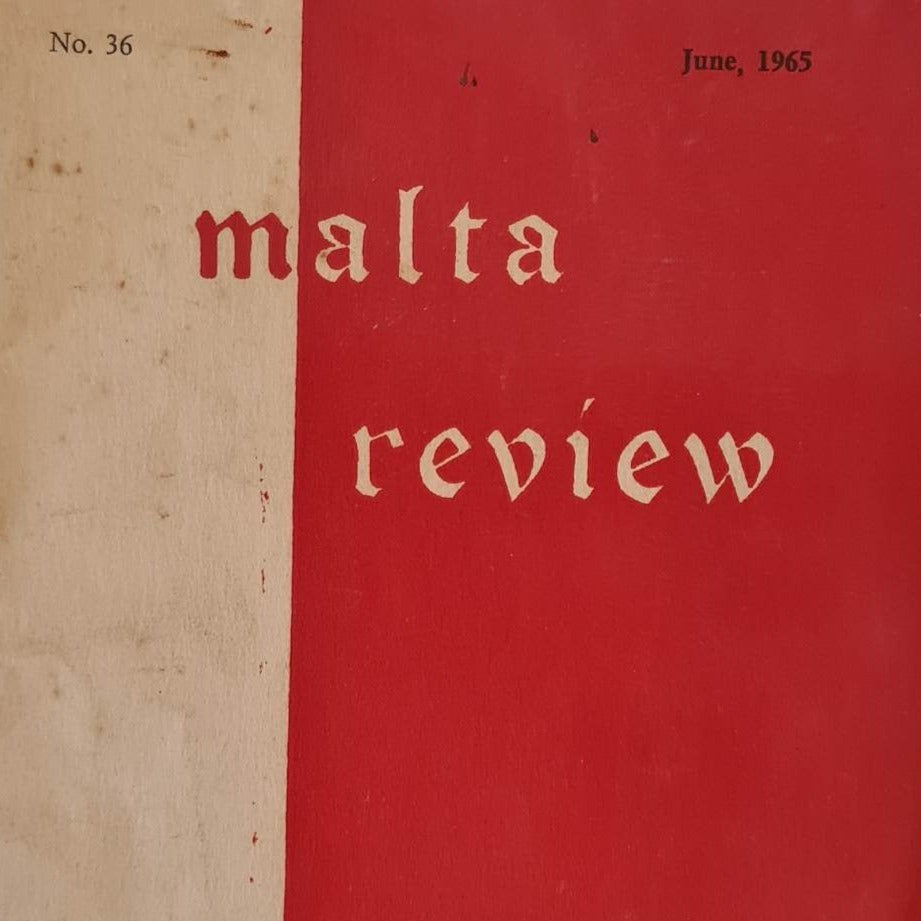 No. 36
June, 1965
malta
review